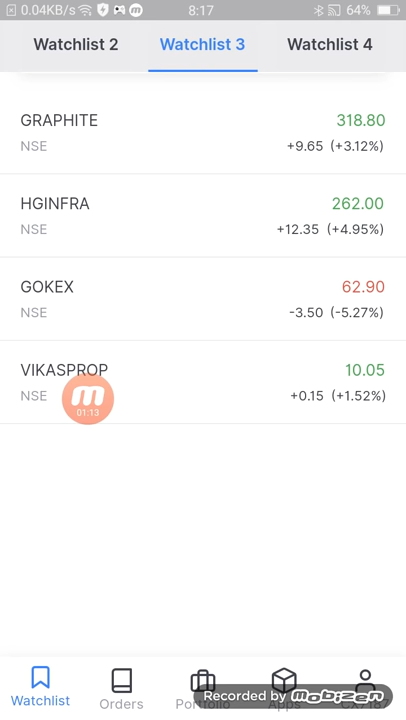 0.04KB/s 8:17 64%
Watchlist 2 Watchlist 3 Watchlist 4
GRAPHITE 318.80
NSE +9.65 (+3.12%)
HGINFRA 262.00
NSE +12.35 (+4.95%)
GOKEX 62.90
NSE -3.50 (-5.27%)
VIKASPROP 10.05
NSE +0.15 (+1.52%)
m
01:13
Watchlist Orders Portfolio Apps
Recorded by mobizen